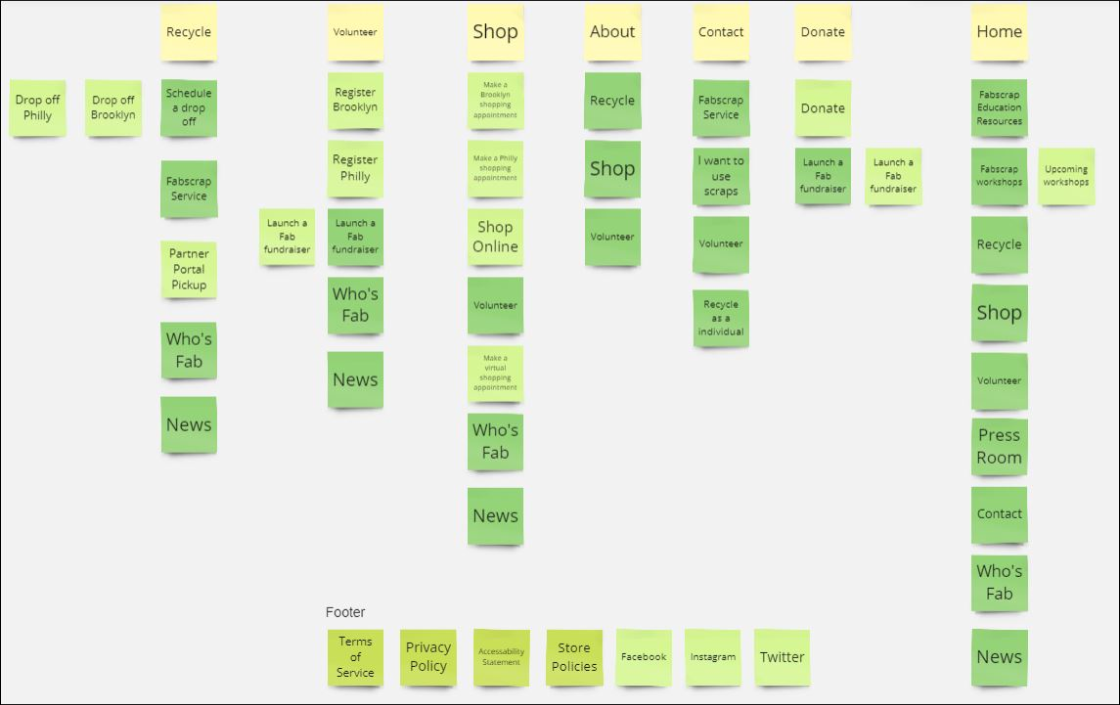 Recycle
Volunteer
Shop
About
Contact
Donate
Home
Drop off
Philly
Drop off
Brooklyn
Schedule
a drop
off
Fabscrap
Service
Partner
Portal
Pickup
Who's
Fab
News
Register
Brooklyn
Register
Philly
Launch a
Fab
fundraiser
Launch a
Fab
fundraiser
Who's
Fab
News
Make a
Brooklyn
shopping
appointment
Make a Philly
shopping
appointment
Shop
Online
Volunteer
Make a
virtual
shopping
appointment
Who's
Fab
News
Recycle
Shop
Volunteer
Fabscrap
Service
I want to
use
scraps
Volunteer
Recycle
as a
individual
Donate
Launch a
Fab
fundraiser
Launch a
Fab
fundraiser
Fabscrap
Education
Resources
Fabscrap
workshops
Upcoming
workshops
Recycle
Shop
Volunteer
Press
Room
Contact
Who's
Fab
News
Footer
Terms
of
Service
Privacy
Policy
Accessability
Statement
Store
Policies
Facebook
Instagram
Twitter